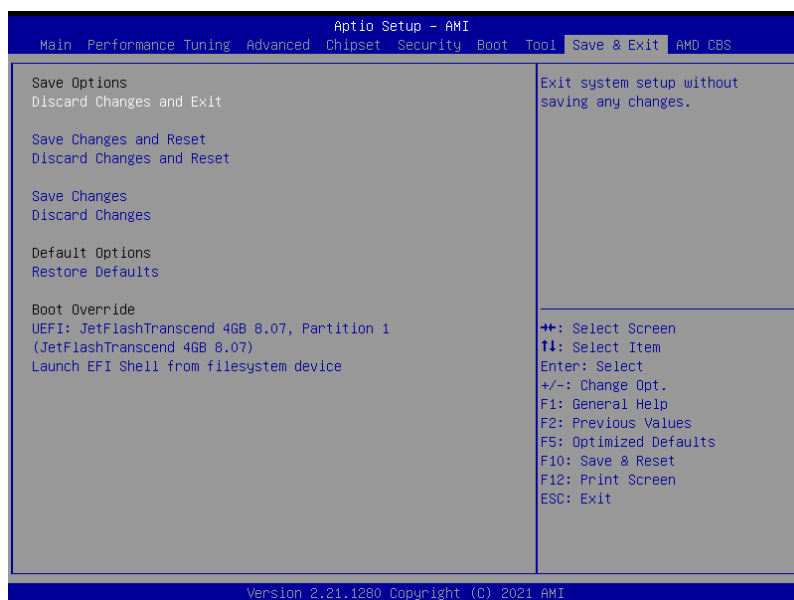 Aptio Setup – AMI
Main Performance Tuning Advanced Chipset Security Boot Tool Save & Exit AMD CBS
Save Options
Discard Changes and Exit
Save Changes and Reset
Discard Changes and Reset
Save Changes
Discard Changes
Default Options
Restore Defaults
Boot Override
UEFI: JetFlashTranscend 4GB 8.07, Partition 1
(JetFlashTranscend 4GB 8.07)
Launch EFI Shell from filesystem device
Exit system setup without
saving any changes.
→←: Select Screen
↑↓: Select Item
Enter: Select
+/-: Change Opt.
F1: General Help
F2: Previous Values
F5: Optimized Defaults
F10: Save & Reset
F12: Print Screen
ESC: Exit
Version 2.21.1280 Copyright (C) 2021 AMI